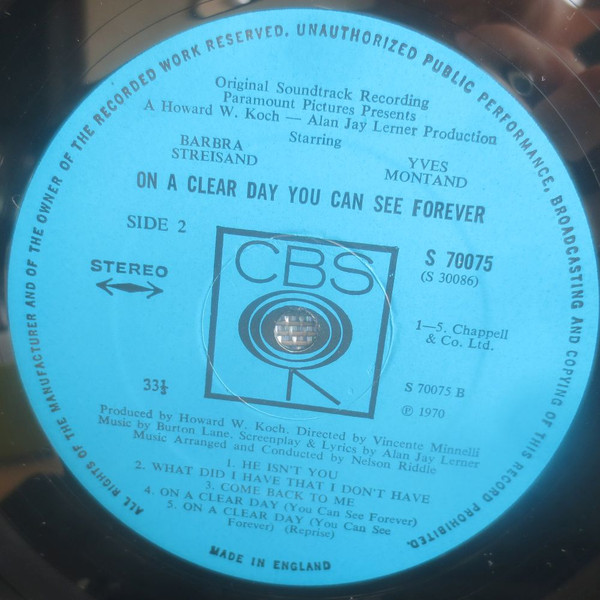 ALL RIGHTS OF THE MANUFACTURER AND OF THE OWNER OF THE RECORDED WORK RESERVED. UNAUTHORIZED PUBLIC PERFORMANCE, BROADCASTING AND COPYING OF THIS RECORD PROHIBITED.
Original Soundtrack Recording
Paramount Pictures Presents
A Howard W. Koch — Alan Jay Lerner Production
Starring
BARBRA
STREISAND
YVES
MONTAND
ON A CLEAR DAY YOU CAN SEE FOREVER
SIDE 2
S 70075
(S 30086)
STEREO
CBS
1—5. Chappell
& Co. Ltd.
33⅓
S 70075 B
℗ 1970
Produced by Howard W. Koch. Directed by Vincente Minnelli
Music by Burton Lane, Screenplay & Lyrics by Alan Jay Lerner
Music Arranged and Conducted by Nelson Riddle
1. HE ISN'T YOU
2. WHAT DID I HAVE THAT I DON'T HAVE
3. COME BACK TO ME
4. ON A CLEAR DAY (You Can See Forever)
5. ON A CLEAR DAY (You Can See
Forever) (Reprise)
MADE IN ENGLAND